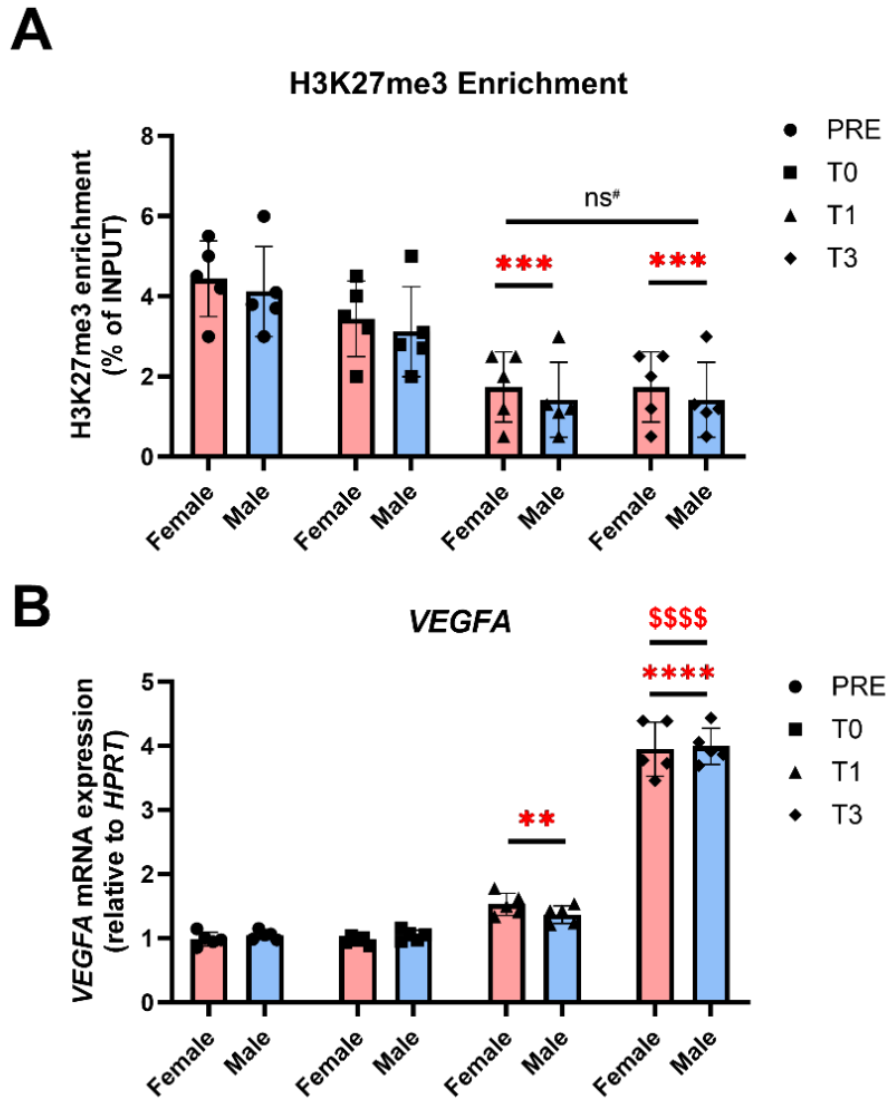 A
H3K27me3 Enrichment
H3K27me3 enrichment
(% of INPUT)
8
6
4
2
0
ns#
***
***
Female
Male
Female
Male
Female
Male
Female
Male
PRE
T0
T1
T3
B
VEGFA
VEGFA mRNA expression
(relative to HPRT)
5
4
3
2
1
0
**
$$$$
****
Female
Male
Female
Male
Female
Male
Female
Male
PRE
T0
T1
T3